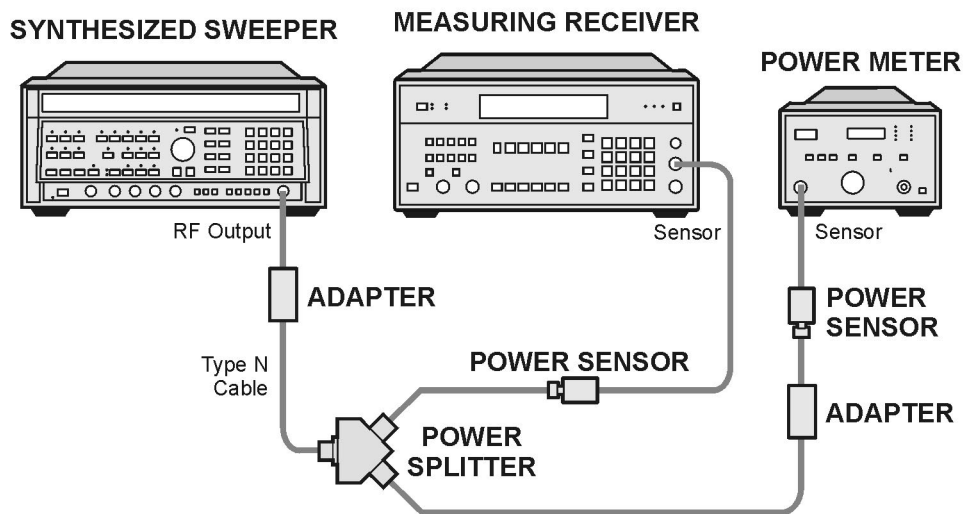 SYNTHESIZED SWEEPER
MEASURING RECEIVER
POWER METER
RF Output
Sensor
Sensor
ADAPTER
POWER
SENSOR
Type N
Cable
POWER SENSOR
ADAPTER
POWER
SPLITTER